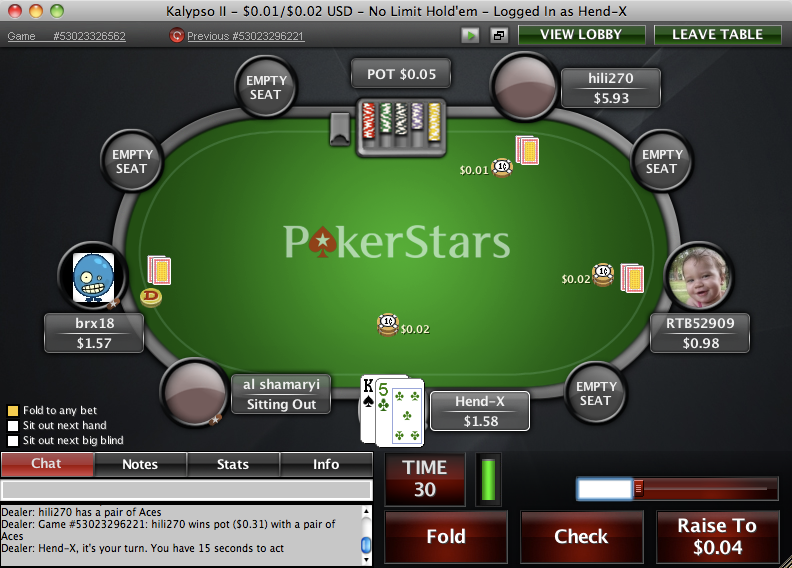 Kalypso II - $0.01/$0.02 USD - No Limit Hold'em - Logged In as Hend-X
Game #53023326562
Previous #53023296221
VIEW LOBBY
LEAVE TABLE
POT $0.05
hili270
$5.93
EMPTY
SEAT
EMPTY
SEAT
EMPTY
SEAT
$0.01
1¢
PokerStars
D
brx18
$1.57
$0.02
1¢
RTB52909
$0.98
1¢
$0.02
al shamaryi
Sitting Out
K
5
Hend-X
$1.58
EMPTY
SEAT
Fold to any bet
Sit out next hand
Sit out next big blind
Chat
Notes
Stats
Info
TIME
30
Dealer: hili270 has a pair of Aces
Dealer: Game #53023296221: hili270 wins pot ($0.31) with a pair of
Aces
Dealer: Hend-X, it's your turn. You have 15 seconds to act
Fold
Check
Raise To
$0.04